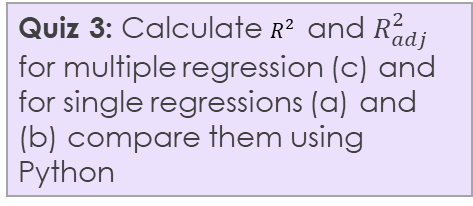 Quiz 3: Calculate R² and R²adj
for multiple regression (c) and
for single regressions (a) and
(b) compare them using
Python